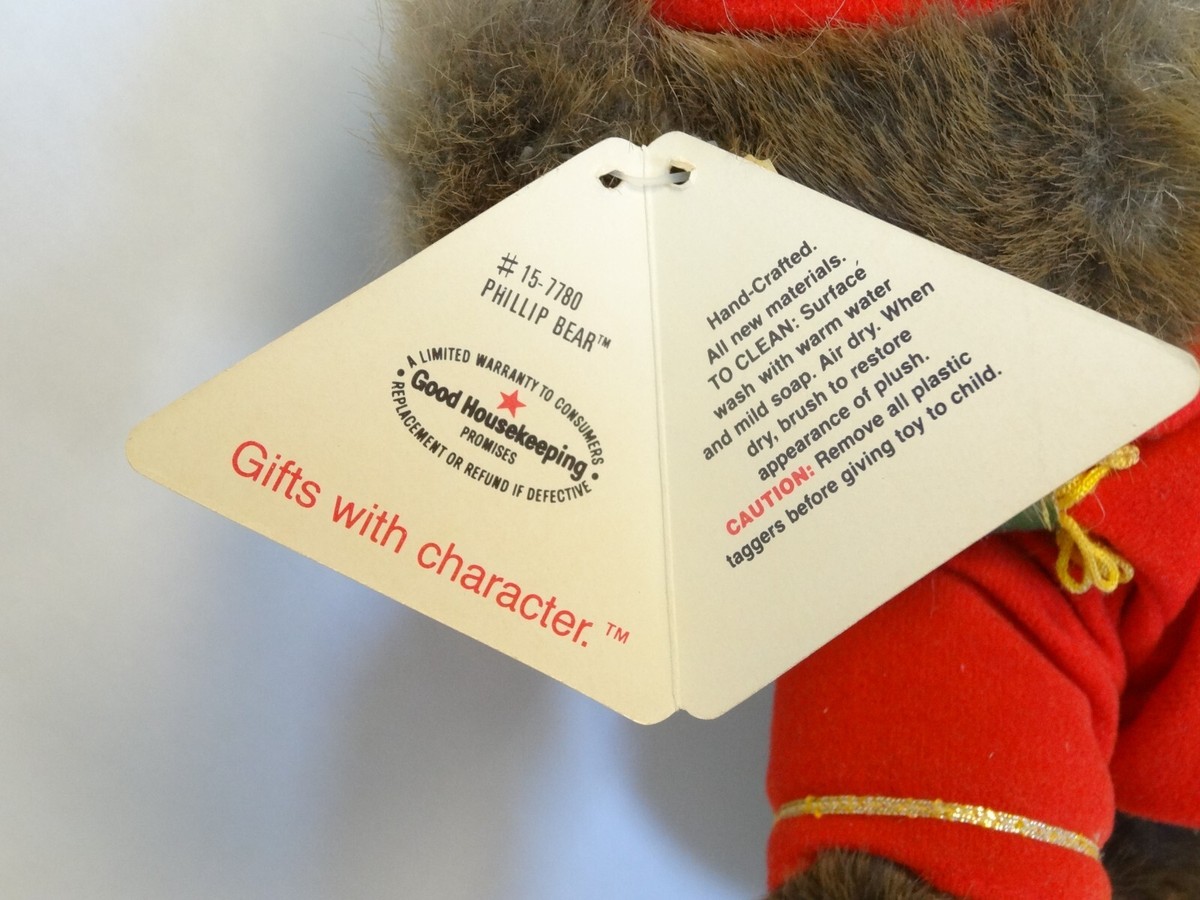 # 15-7780
PHILLIP BEAR™
A LIMITED WARRANTY TO CONSUMERS
Good Housekeeping
PROMISES
• REPLACEMENT OR REFUND IF DEFECTIVE •
Gifts with character.™
Hand-Crafted.
All new materials.
TO CLEAN: Surface
wash with warm water
and mild soap. Air dry. When
dry, brush to restore
appearance of plush.
CAUTION: Remove all plastic
taggers before giving toy to child.